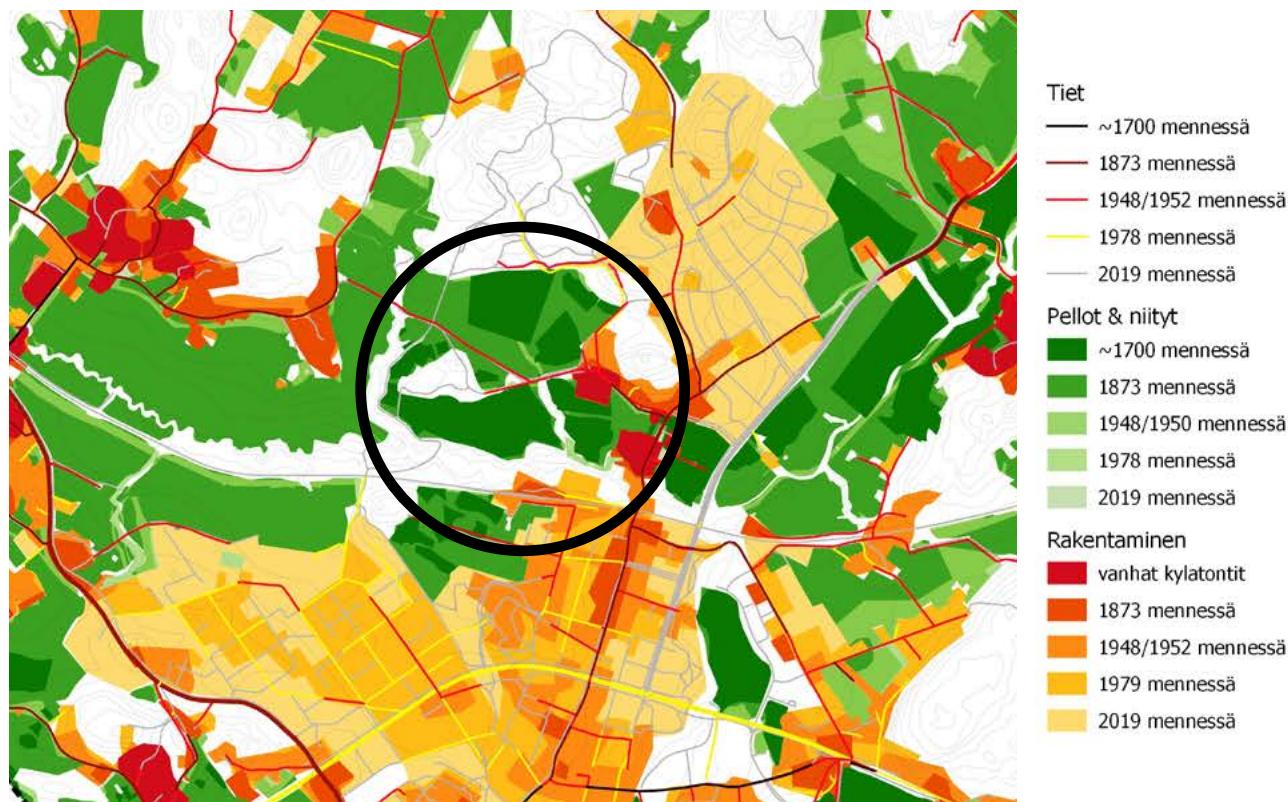 Tiet
~1700 mennessä
1873 mennessä
1948/1952 mennessä
1978 mennessä
2019 mennessä
Pellot & niityt
~1700 mennessä
1873 mennessä
1948/1950 mennessä
1978 mennessä
2019 mennessä
Rakentaminen
vanhat kylatontit
1873 mennessä
1948/1952 mennessä
1979 mennessä
2019 mennessä